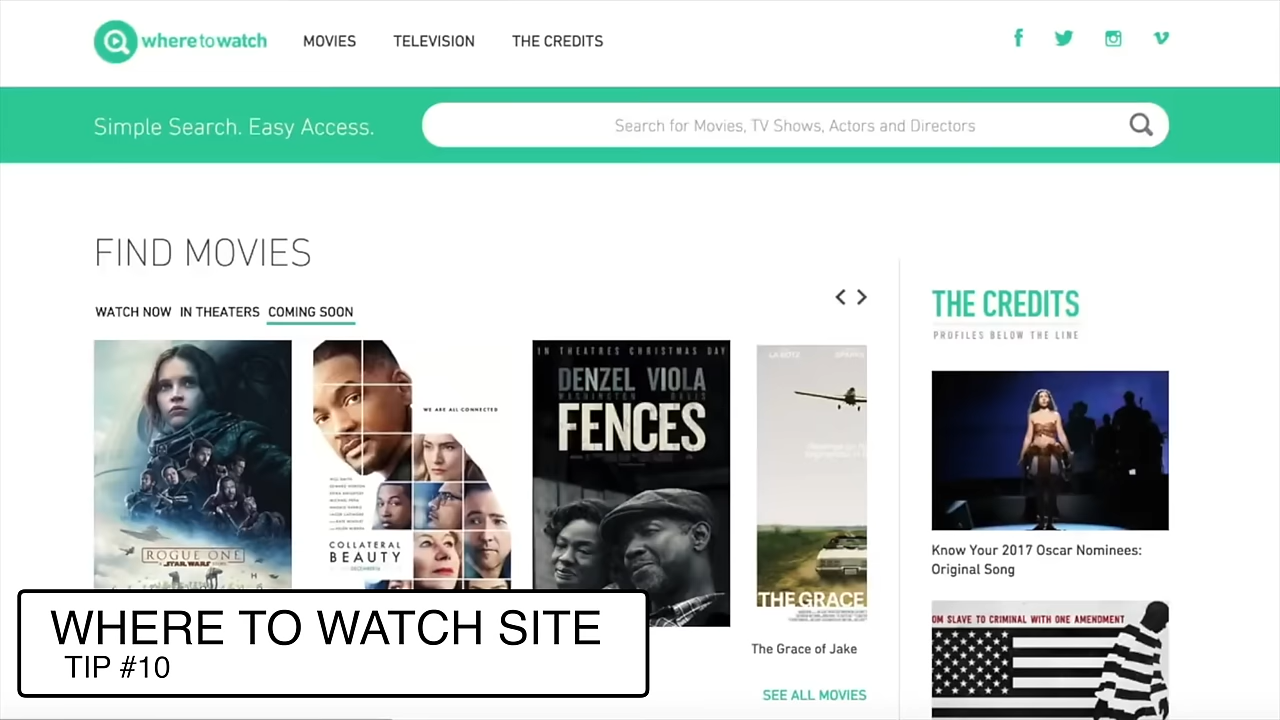 wheretowatch
MOVIES
TELEVISION
THE CREDITS
Simple Search. Easy Access.
Search for Movies, TV Shows, Actors and Directors
FIND MOVIES
WATCH NOW
IN THEATERS
COMING SOON
ROGUE ONE
WE ARE ALL CONNECTED
COLLATERAL
BEAUTY
IN THEATRES CHRISTMAS DAY
DENZEL VIOLA
WASHINGTON DAVIS
FENCES
THE GRACE
The Grace of Jake
SEE ALL MOVIES
THE CREDITS
PROFILES BELOW THE LINE
Know Your 2017 Oscar Nominees:
Original Song
OM SLAVE TO CRIMINAL WITH ONE AMENDMENT
WHERE TO WATCH SITE
TIP #10